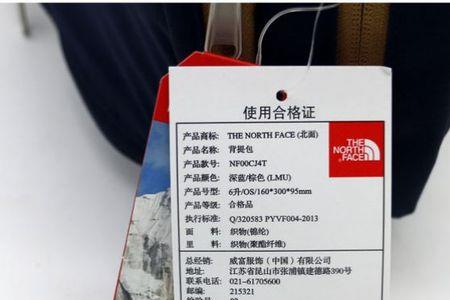 使用合格证
产品商标: THE NORTH FACE (北面)
产品名称: 背提包
产品款号: NF00CJ4T
产品颜色: 深蓝/棕色 (LMU)
产品号型: 6升/OS/160*300*95mm
产品等级: 合格品
执行标准: Q/320583 PYVF004-2013
面 料: 织物(锦纶)
里 料: 织物(聚酯纤维)
THE
NORTH
FACE
总经销: 威富服饰（中国）有限公司
地址: 江苏省昆山市张浦镇建德路390号
联系电话: 021-61705600
邮编: 215321